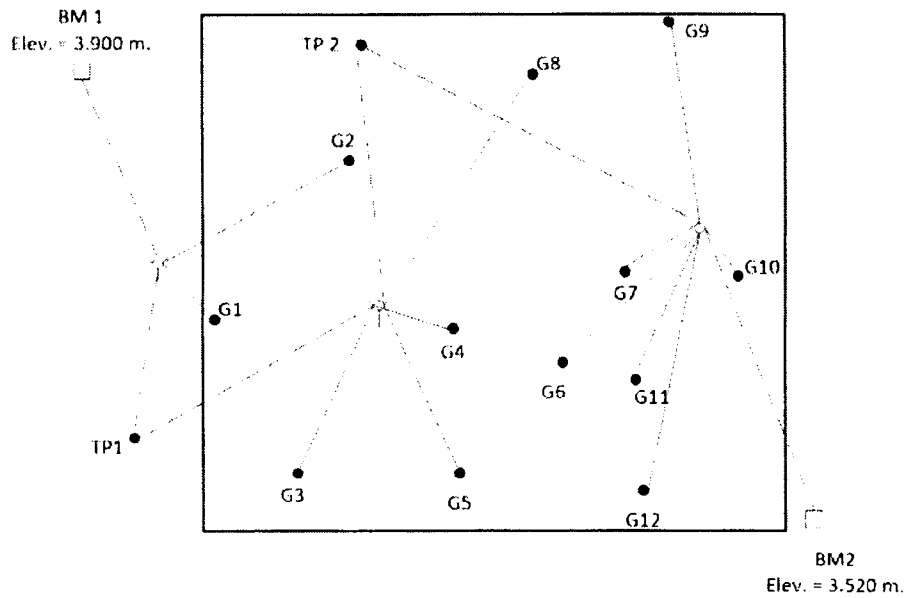 BM 1
Elev. = 3.900 m.
TP 2
G9
G8
G2
G10
G7
G1
G4
G6
G11
TP1
G3
G5
G12
BM2
Elev. = 3.520 m.